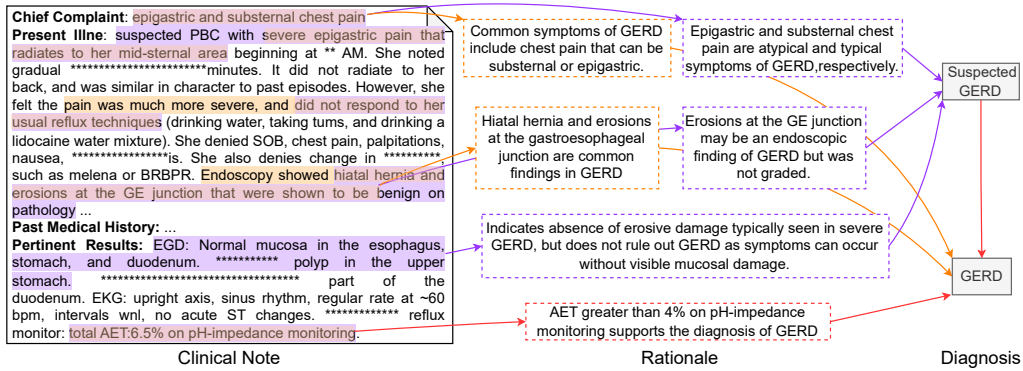 Chief Complaint: epigastric and substernal chest pain
Present Illne: suspected PBC with severe epigastric pain that
radiates to her mid-sternal area beginning at ** AM. She noted
gradual ***********************minutes. It did not radiate to her
back, and was similar in character to past episodes. However, she
felt the pain was much more severe, and did not respond to her
usual reflux techniques (drinking water, taking tums, and drinking a
lidocaine water mixture). She denied SOB, chest pain, palpitations,
nausea, *****************is. She also denies change in **********,
such as melena or BRBPR. Endoscopy showed hiatal hernia and
erosions at the GE junction that were shown to be benign on
pathology ...
Past Medical History: ...
Pertinent Results: EGD: Normal mucosa in the esophagus,
stomach, and duodenum. *********** polyp in the upper
stomach. ********************************** part of the
duodenum. EKG: upright axis, sinus rhythm, regular rate at ~60
bpm, intervals wnl, no acute ST changes. ************* reflux
monitor: total AET:6.5% on pH-impedance monitoring.
Clinical Note
Common symptoms of GERD
include chest pain that can be
substernal or epigastric.
Epigastric and substernal chest
pain are atypical and typical
symptoms of GERD,respectively.
Hiatal hernia and erosions
at the gastroesophageal
junction are common
findings in GERD
Erosions at the GE junction
may be an endoscopic
finding of GERD but was
not graded.
Indicates absence of erosive damage typically seen in severe
GERD, but does not rule out GERD as symptoms can occur
without visible mucosal damage.
AET greater than 4% on pH-impedance
monitoring supports the diagnosis of GERD
Rationale
Suspected
GERD
GERD
Diagnosis